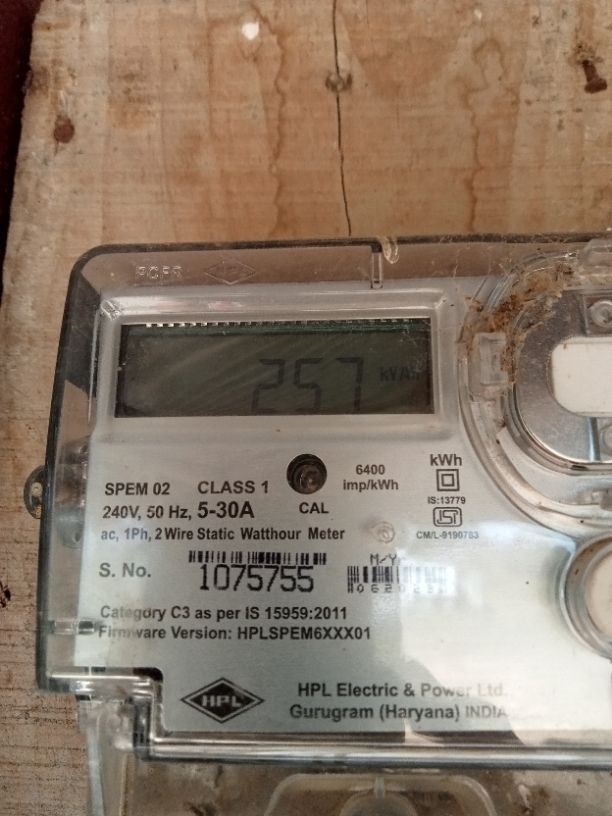 257 kVAh
SPEM 02 CLASS 1
240V, 50 Hz, 5-30A
ac, 1Ph, 2 Wire Static Watthour Meter
CAL
6400
imp/kWh
kWh
IS:13779
ISI
CM/L-9190783
S. No. 1075755
M/Y
Category C3 as per IS 15959:2011
Firmware Version: HPLSPEM6XXX01
HPL
HPL Electric & Power Ltd.
Gurugram (Haryana) INDIA